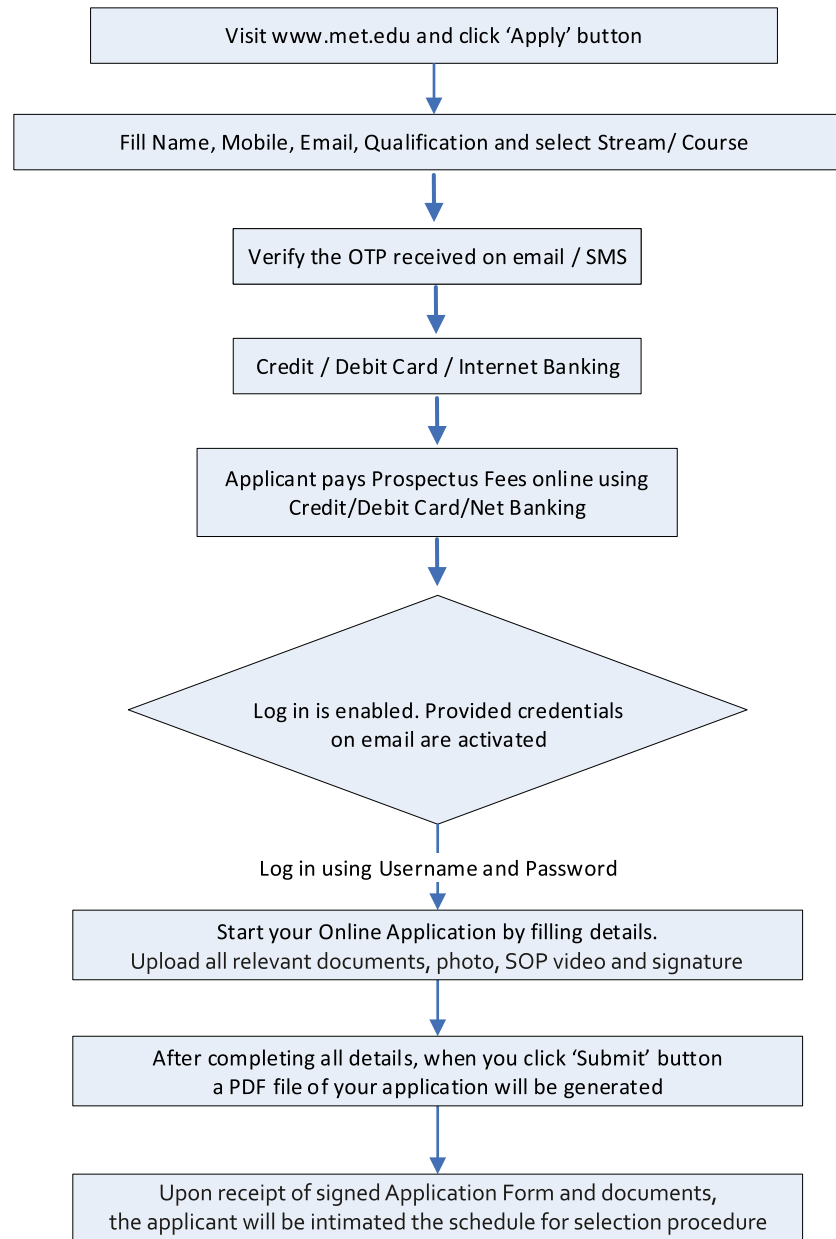 Visit www.met.edu and click ‘Apply’ button
Fill Name, Mobile, Email, Qualification and select Stream/ Course
Verify the OTP received on email / SMS
Credit / Debit Card / Internet Banking
Applicant pays Prospectus Fees online using
Credit/Debit Card/Net Banking
Log in is enabled. Provided credentials
on email are activated
Log in using Username and Password
Start your Online Application by filling details.
Upload all relevant documents, photo, SOP video and signature
After completing all details, when you click ‘Submit’ button
a PDF file of your application will be generated
Upon receipt of signed Application Form and documents,
the applicant will be intimated the schedule for selection procedure